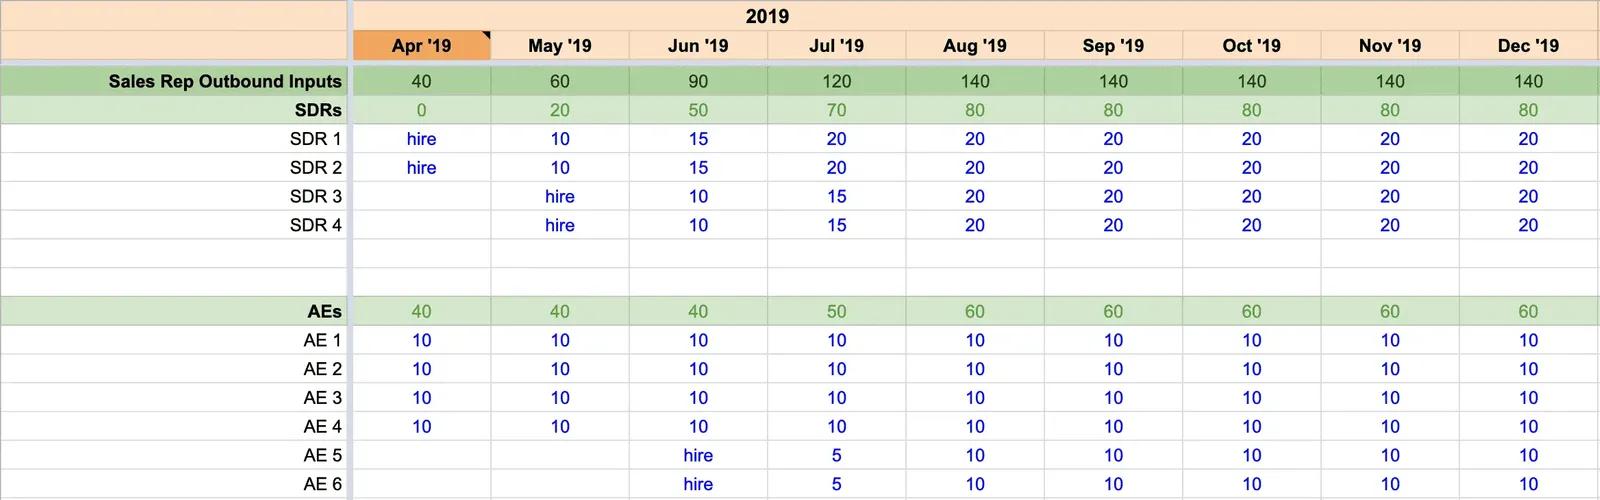 2019
Apr '19 May '19 Jun '19 Jul '19 Aug '19 Sep '19 Oct '19 Nov '19 Dec '19
Sales Rep Outbound Inputs 40 60 90 120 140 140 140 140 140
SDRs 0 20 50 70 80 80 80 80 80
SDR 1 hire 10 15 20 20 20 20 20 20
SDR 2 hire 10 15 20 20 20 20 20 20
SDR 3 hire 10 15 20 20 20 20 20
SDR 4 hire 10 15 20 20 20 20 20
AEs 40 40 40 50 60 60 60 60 60
AE 1 10 10 10 10 10 10 10 10 10
AE 2 10 10 10 10 10 10 10 10 10
AE 3 10 10 10 10 10 10 10 10 10
AE 4 10 10 10 10 10 10 10 10 10
AE 5 hire 5 10 10 10 10 10
AE 6 hire 5 10 10 10 10 10